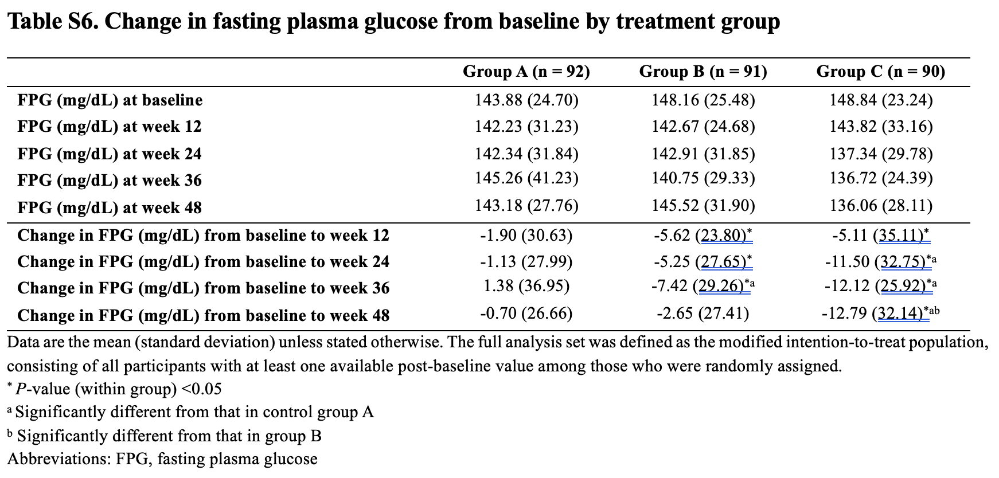 Table S6. Change in fasting plasma glucose from baseline by treatment group
Group A (n = 92) Group B (n = 91) Group C (n = 90)
FPG (mg/dL) at baseline 143.88 (24.70) 148.16 (25.48) 148.84 (23.24)
FPG (mg/dL) at week 12 142.23 (31.23) 142.67 (24.68) 143.82 (33.16)
FPG (mg/dL) at week 24 142.34 (31.84) 142.91 (31.85) 137.34 (29.78)
FPG (mg/dL) at week 36 145.26 (41.23) 140.75 (29.33) 136.72 (24.39)
FPG (mg/dL) at week 48 143.18 (27.76) 145.52 (31.90) 136.06 (28.11)
Change in FPG (mg/dL) from baseline to week 12 -1.90 (30.63) -5.62 (23.80)* -5.11 (35.11)*
Change in FPG (mg/dL) from baseline to week 24 -1.13 (27.99) -5.25 (27.65)* -11.50 (32.75)*a
Change in FPG (mg/dL) from baseline to week 36 1.38 (36.95) -7.42 (29.26)*a -12.12 (25.92)*a
Change in FPG (mg/dL) from baseline to week 48 -0.70 (26.66) -2.65 (27.41) -12.79 (32.14)*ab
Data are the mean (standard deviation) unless stated otherwise. The full analysis set was defined as the modified intention-to-treat population,
consisting of all participants with at least one available post-baseline value among those who were randomly assigned.
* P-value (within group) <0.05
a Significantly different from that in control group A
b Significantly different from that in group B
Abbreviations: FPG, fasting plasma glucose